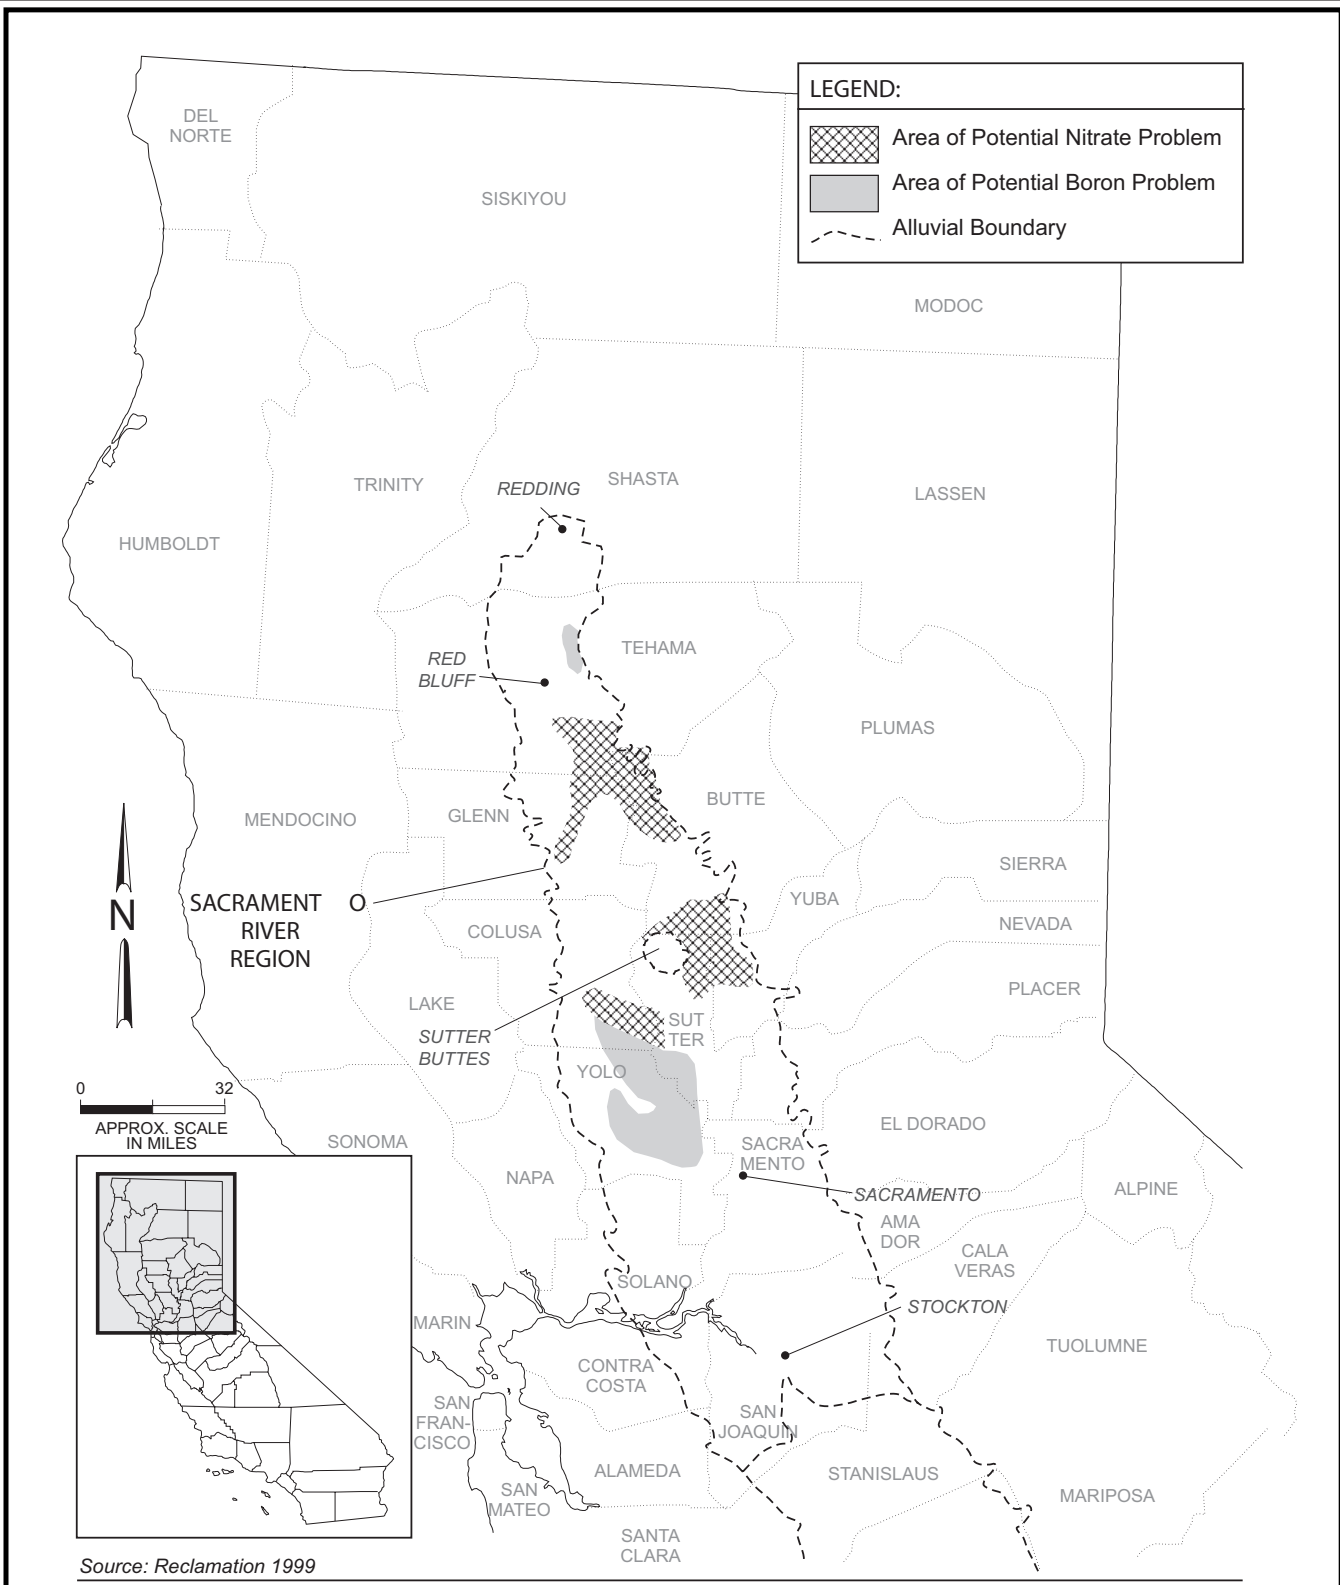 LEGEND:
Area of Potential Nitrate Problem
Area of Potential Boron Problem
Alluvial Boundary
DEL
NORTE
SISKIYOU
MODOC
TRINITY
REDDING
SHASTA
LASSEN
HUMBOLDT
RED
BLUFF
TEHAMA
PLUMAS
MENDOCINO
GLENN
BUTTE
SIERRA
YUBA
N
SACRAMENT O
RIVER
REGION
COLUSA
NEVADA
LAKE
PLACER
SUTTER
BUTTES
SUT
TER
YOLO
0 32
APPROX. SCALE
IN MILES
SONOMA
NAPA
SACRA
MENTO
EL DORADO
SACRAMENTO
ALPINE
AMA
DOR
CALA
VERAS
SOLANO
STOCKTON
MARIN
CONTRA
COSTA
TUOLUMNE
SAN
FRAN-
CISCO
SAN
JOAQUIN
ALAMEDA
STANISLAUS
SAN
MATEO
MARIPOSA
SANTA
CLARA
Source: Reclamation 1999